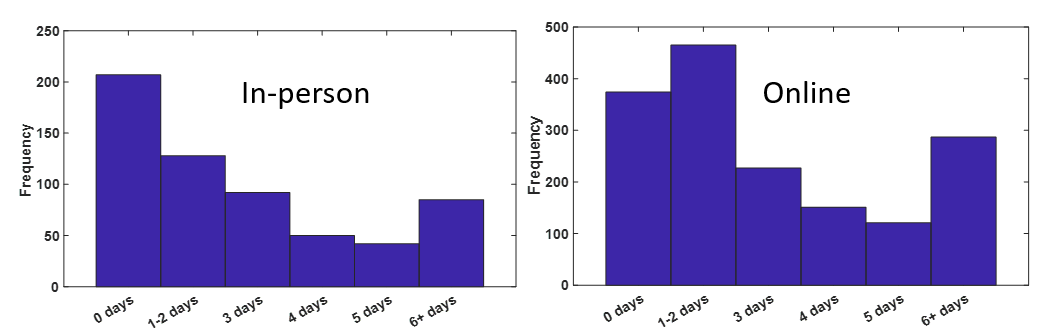 In-person
Frequency
250
200
150
100
50
0
0 days
1-2 days
3 days
4 days
5 days
6+ days
Online
Frequency
500
400
300
200
100
0
0 days
1-2 days
3 days
4 days
5 days
6+ days